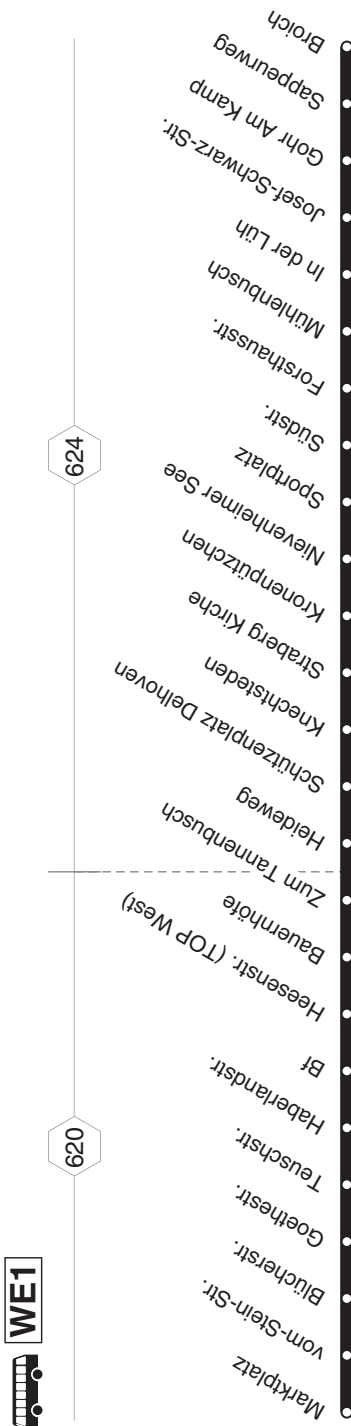 WE1
620
624
Marktplatz
vom-Stein-Str.
Blücherstr.
Goethestr.
Teuschstr.
Haberlandstr.
Bf
Heesenstr. (TOP West)
Bauernhöfe
Zum Tannenbusch
Heideweg
Schützenplatz Delhoven
Knechtsteden
Straberg Kirche
Kronenpützchen
Nievenheimer See
Sportplatz
Südstr.
Forsthausstr.
Mühlenbusch
In der Lüh
Josef-Schwarz-Str.
Gohr Am Kamp
Sappeurweg
Broich